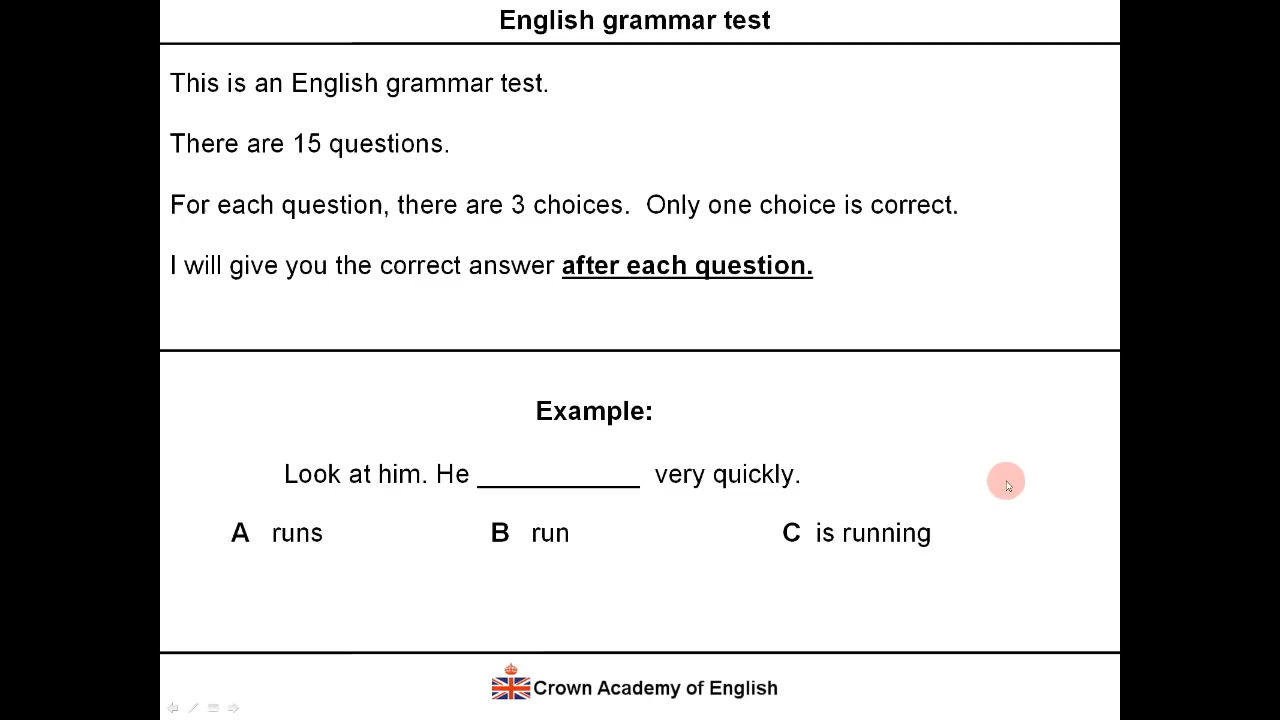 English grammar test
This is an English grammar test.
There are 15 questions.
For each question, there are 3 choices. Only one choice is correct.
I will give you the correct answer after each question.
Example:
Look at him. He ___________ very quickly.
A runs B run C is running
Crown Academy of English